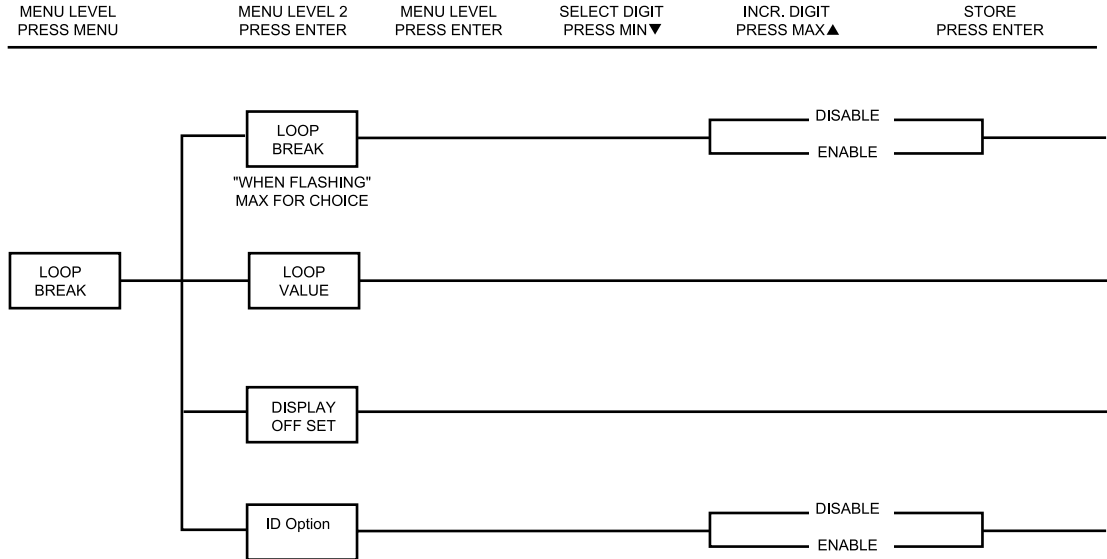 MENU LEVEL
PRESS MENU
MENU LEVEL 2
PRESS ENTER
MENU LEVEL
PRESS ENTER
SELECT DIGIT
PRESS MIN▼
INCR. DIGIT
PRESS MAX▲
STORE
PRESS ENTER
LOOP
BREAK
"WHEN FLASHING"
MAX FOR CHOICE
DISABLE
ENABLE
LOOP
BREAK
LOOP
VALUE
DISPLAY
OFF SET
ID Option
DISABLE
ENABLE